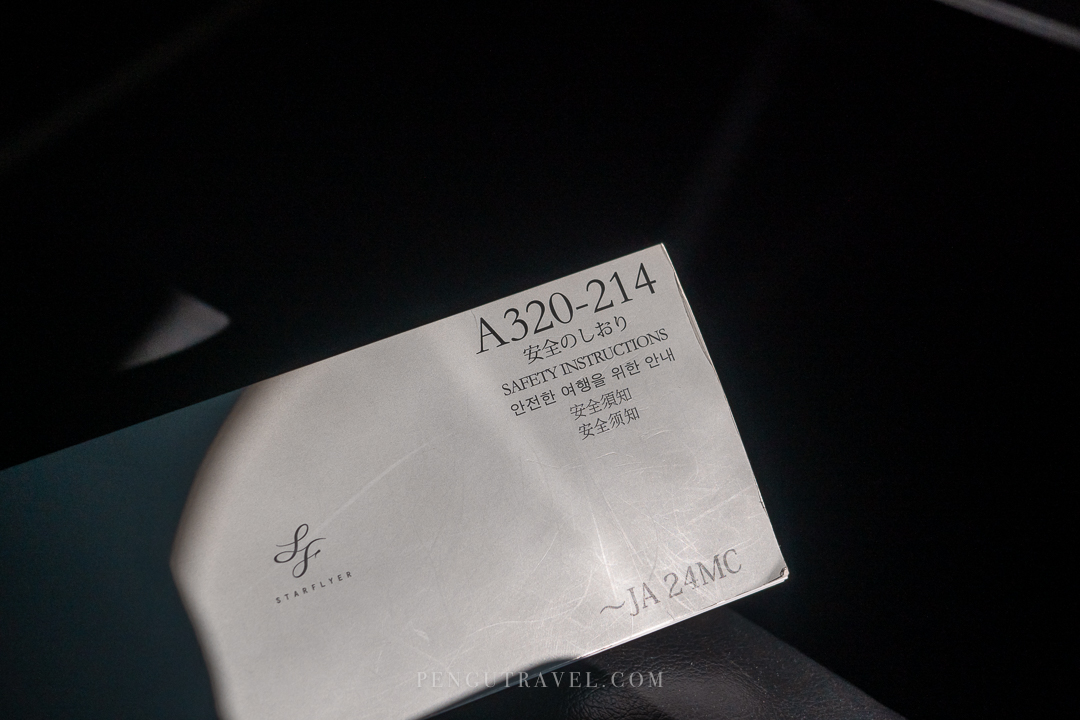 A320-214
安全のしおり
SAFETY INSTRUCTIONS
안전한 여행을 위한 안내
安全須知
安全须知
SF
STARFLYER
～JA 24MC
PENGUTRAVEL.COM